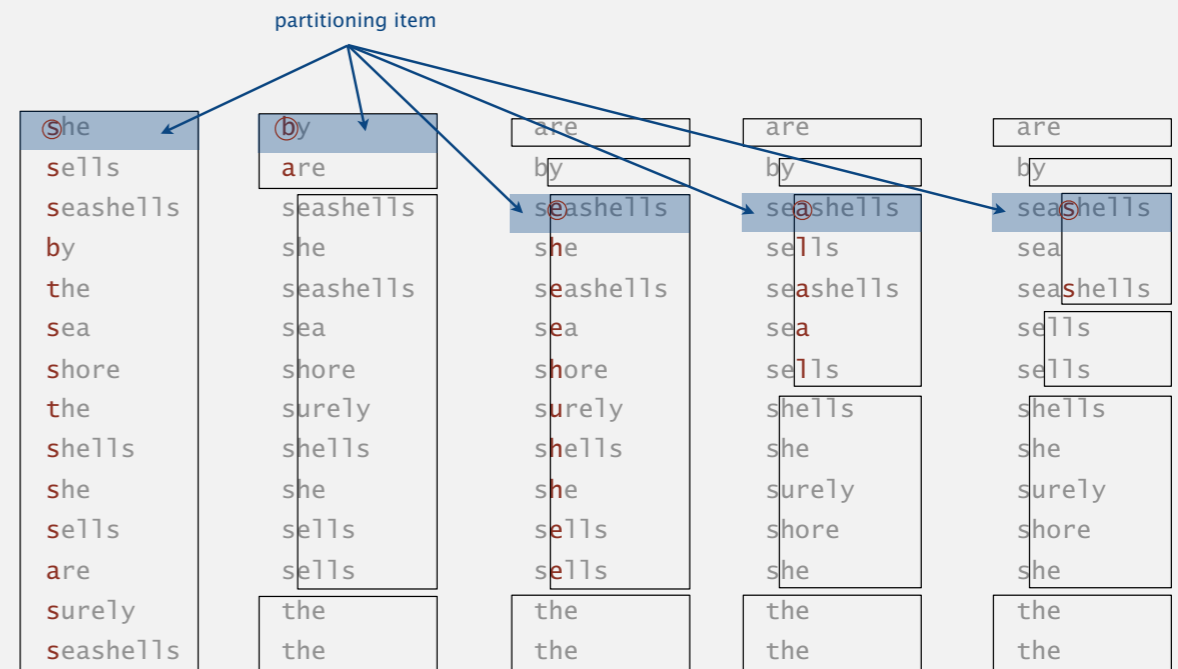 partitioning item
she by are are are
sells are by by by
seashells seashells seashells seashells seashells
by she she sells sea
the seashells seashells seashells seashells
sea sea sea sea sells
shore shore shore sells sells
the surely surely shells shells
shells shells shells she she
she she she surely surely
sells sells sells shore shore
are sells sells she she
surely the the the the
seashells the the the the